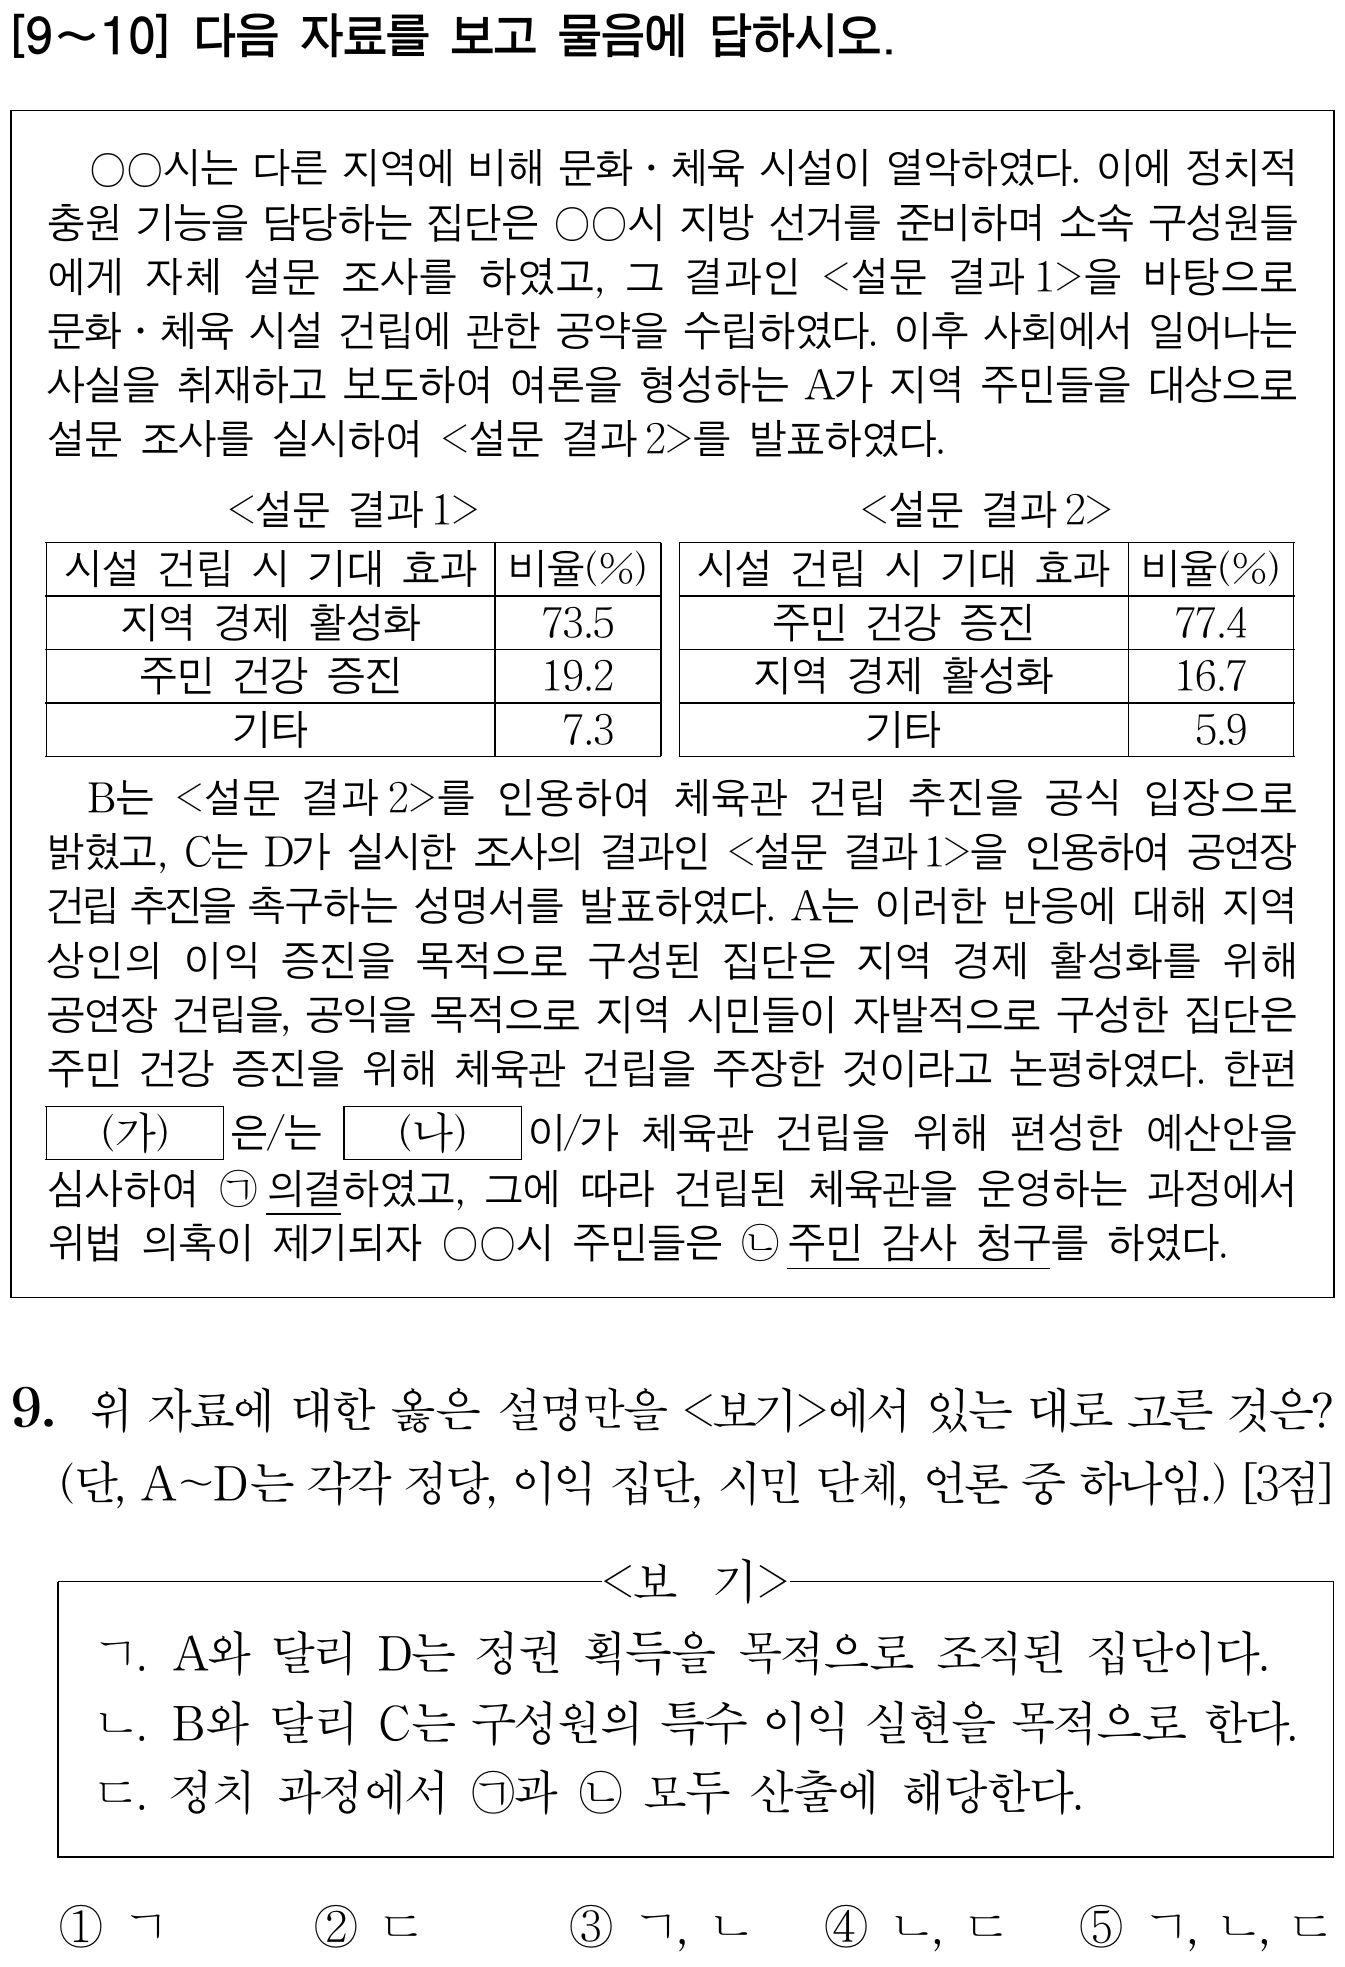 [9～10] 다음 자료를 보고 물음에 답하시오.
○○시는 다른 지역에 비해 문화·체육 시설이 열악하였다. 이에 정치적
충원 기능을 담당하는 집단은 ○○시 지방 선거를 준비하며 소속 구성원들
에게 자체 설문 조사를 하였고, 그 결과인 <설문 결과 1>을 바탕으로
문화·체육 시설 건립에 관한 공약을 수립하였다. 이후 사회에서 일어나는
사실을 취재하고 보도하여 여론을 형성하는 A가 지역 주민들을 대상으로
설문 조사를 실시하여 <설문 결과 2>를 발표하였다.
<설문 결과 1> <설문 결과 2>
시설 건립 시 기대 효과 비율(%) 시설 건립 시 기대 효과 비율(%)
지역 경제 활성화 73.5 주민 건강 증진 77.4
주민 건강 증진 19.2 지역 경제 활성화 16.7
기타 7.3 기타 5.9
B는 <설문 결과 2>를 인용하여 체육관 건립 추진을 공식 입장으로
밝혔고, C는 D가 실시한 조사의 결과인 <설문 결과 1>을 인용하여 공연장
건립 추진을 촉구하는 성명서를 발표하였다. A는 이러한 반응에 대해 지역
상인의 이익 증진을 목적으로 구성된 집단은 지역 경제 활성화를 위해
공연장 건립을, 공익을 목적으로 지역 시민들이 자발적으로 구성한 집단은
주민 건강 증진을 위해 체육관 건립을 주장한 것이라고 논평하였다. 한편
(가) 은/는 (나) 이/가 체육관 건립을 위해 편성한 예산안을
심사하여 ㉠ 의결하였고, 그에 따라 건립된 체육관을 운영하는 과정에서
위법 의혹이 제기되자 ○○시 주민들은 ㉡ 주민 감사 청구를 하였다.
9. 위 자료에 대한 옳은 설명만을 <보기>에서 있는 대로 고른 것은?
(단, A~D는 각각 정당, 이익 집단, 시민 단체, 언론 중 하나임.) [3점]
<보 기>
ㄱ. A와 달리 D는 정권 획득을 목적으로 조직된 집단이다.
ㄴ. B와 달리 C는 구성원의 특수 이익 실현을 목적으로 한다.
ㄷ. 정치 과정에서 ㉠과 ㉡ 모두 산출에 해당한다.
① ㄱ ② ㄷ ③ ㄱ, ㄴ ④ ㄴ, ㄷ ⑤ ㄱ, ㄴ, ㄷ